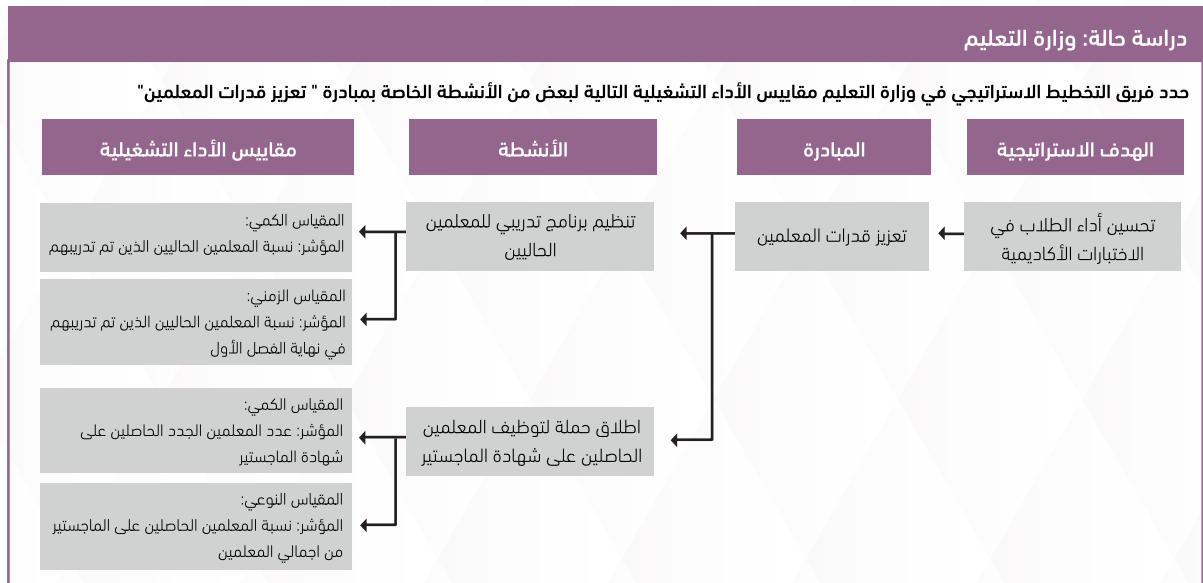 دراسة حالة: وزارة التعليم
حدد فريق التخطيط الاستراتيجي في وزارة التعليم مقاييس الأداء التشغيلية التالية لبعض من الأنشطة الخاصة بمبادرة " تعزيز قدرات المعلمين"
الهدف الاستراتيجية
المبادرة
الأنشطة
مقاييس الأداء التشغيلية
تحسين أداء الطلاب في
الاختبارات الأكاديمية
تعزيز قدرات المعلمين
تنظيم برنامج تدريبي للمعلمين
الحاليين
المقياس الكمي:
المؤشر: نسبة المعلمين الحاليين الذين تم تدريبهم
المقياس الزمني:
المؤشر: نسبة المعلمين الحاليين الذين تم تدريبهم
في نهاية الفصل الأول
اطلاق حملة لتوظيف المعلمين
الحاصلين على شهادة الماجستير
المقياس الكمي:
المؤشر: عدد المعلمين الجدد الحاصلين على
شهادة الماجستير
المقياس النوعي:
المؤشر: نسبة المعلمين الحاصلين على الماجستير
من اجمالي المعلمين